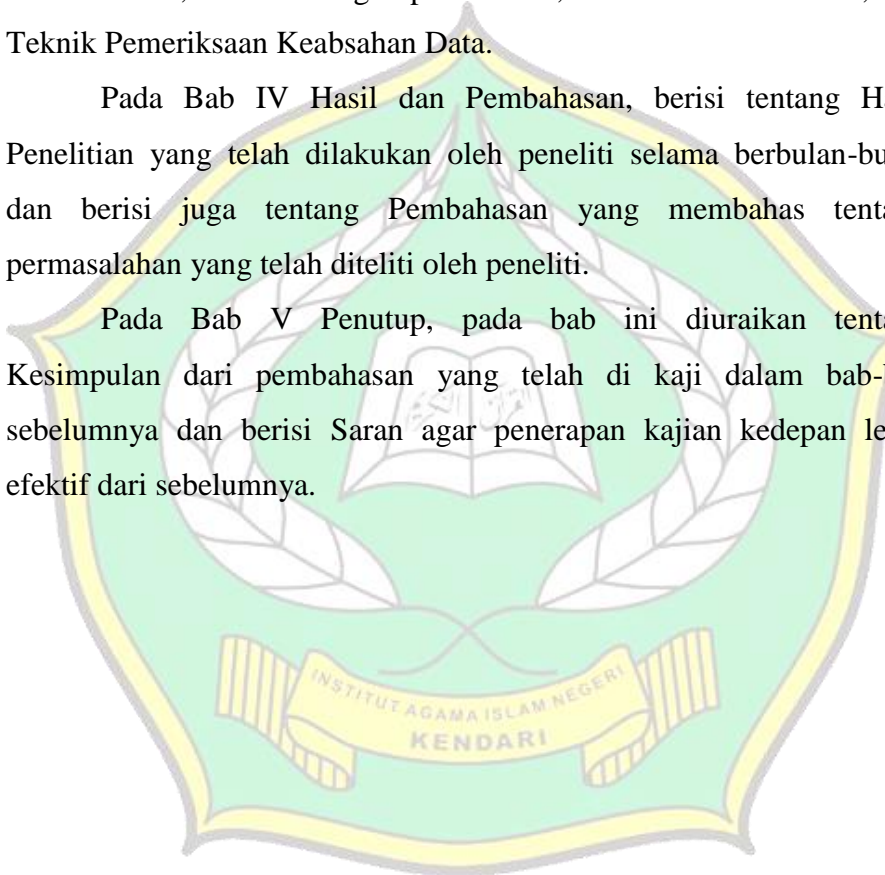 Teknik Pemeriksaan Keabsahan Data.
Pada Bab IV Hasil dan Pembahasan, berisi tentang
Penelitian yang telah dilakukan oleh peneliti selama
dan berisi juga tentang Pembahasan yang membahas
permasalahan yang telah diteliti oleh peneliti.
Pada Bab V Penutup, pada bab ini diuraikan
Kesimpulan dari pembahasan yang telah di kaji dalam
sebelumnya dan berisi Saran agar penerapan kajian kedepan
efektif dari sebelumnya.
INSTITUT AGAMA ISLAM NEGERI
KENDARI